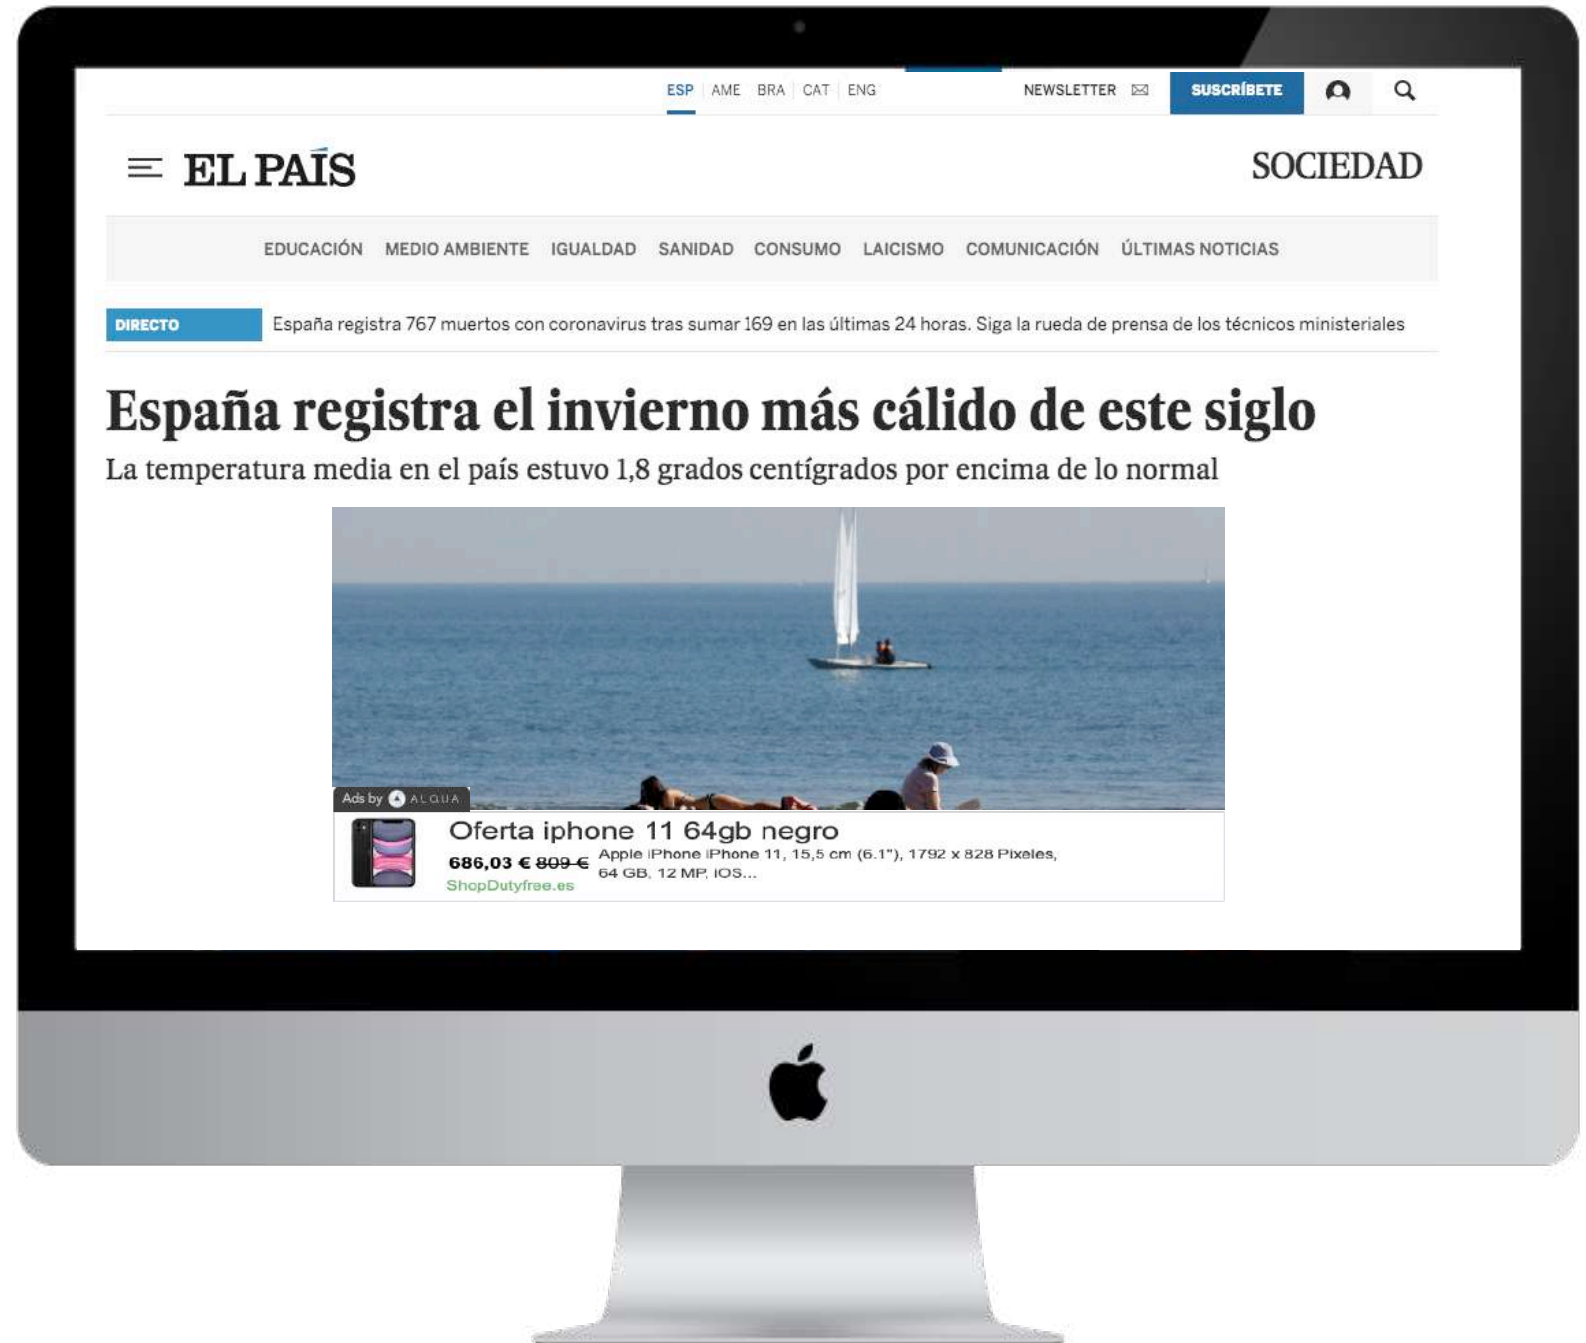 ESP AME BRA CAT ENG NEWSLETTER SUSCRÍBETE
EL PAÍS SOCIEDAD
EDUCACIÓN MEDIO AMBIENTE IGUALDAD SANIDAD CONSUMO LAICISMO COMUNICACIÓN ÚLTIMAS NOTICIAS
DIRECTO España registra 767 muertos con coronavirus tras sumar 169 en las últimas 24 horas. Siga la rueda de prensa de los técnicos ministeriales
España registra el invierno más cálido de este siglo
La temperatura media en el país estuvo 1,8 grados centígrados por encima de lo normal
Ads by ALQUA
Oferta iphone 11 64gb negro
686,03 € 809 € Apple iPhone iPhone 11, 15,5 cm (6.1"), 1792 x 828 Pixeles,
64 GB, 12 MP, iOS...
ShopDutyfree.es